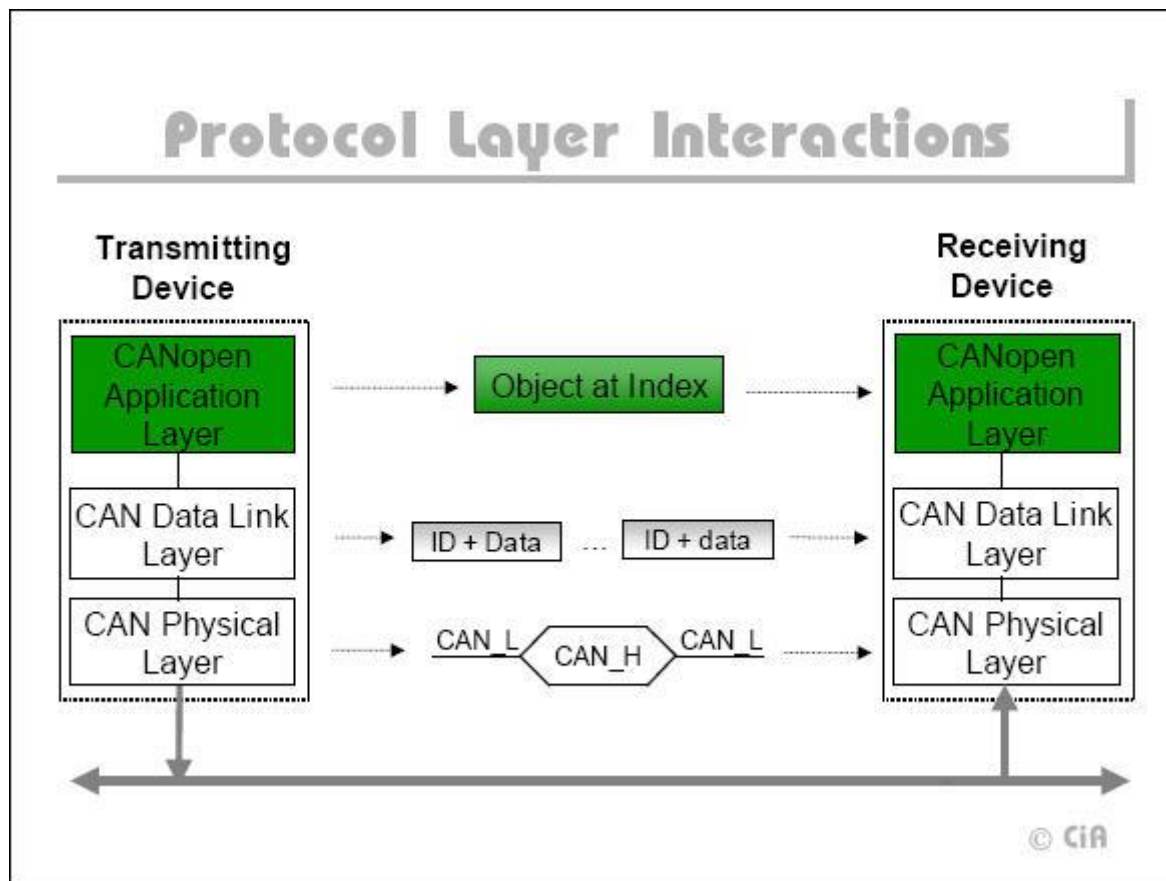 Protocol Layer Interactions
Transmitting
Device
Receiving
Device
CANopen
Application
Layer
Object at Index
CANopen
Application
Layer
CAN Data Link
Layer
ID + Data
...
ID + data
CAN Data Link
Layer
CAN Physical
Layer
CAN_L
CAN_H
CAN_L
CAN Physical
Layer
© CiA